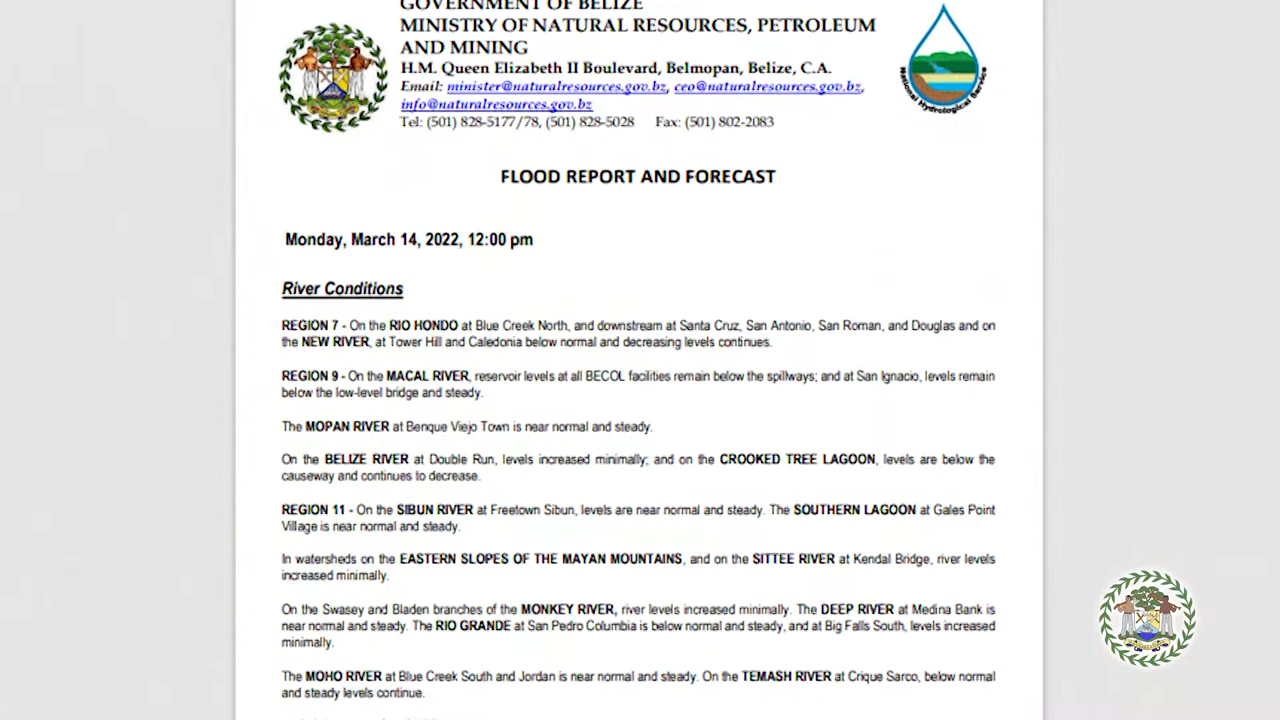 GOVERNMENT OF BELIZE
MINISTRY OF NATURAL RESOURCES, PETROLEUM
AND MINING
H.M. Queen Elizabeth II Boulevard, Belmopan, Belize, C.A.
Email: minister@naturalresources.gov.bz, ceo@naturalresources.gov.bz,
info@naturalresources.gov.bz
Tel: (501) 828-5177/78, (501) 828-5028 Fax: (501) 802-2083
National Hydrological Service
FLOOD REPORT AND FORECAST
Monday, March 14, 2022, 12:00 pm
River Conditions
REGION 7 - On the RIO HONDO at Blue Creek North, and downstream at Santa Cruz, San Antonio, San Roman, and Douglas and on
the NEW RIVER, at Tower Hill and Caledonia below normal and decreasing levels continues.
REGION 9 - On the MACAL RIVER, reservoir levels at all BECOL facilities remain below the spillways; and at San Ignacio, levels remain
below the low-level bridge and steady.
The MOPAN RIVER at Benque Viejo Town is near normal and steady.
On the BELIZE RIVER at Double Run, levels increased minimally; and on the CROOKED TREE LAGOON, levels are below the
causeway and continues to decrease.
REGION 11 - On the SIBUN RIVER at Freetown Sibun, levels are near normal and steady. The SOUTHERN LAGOON at Gales Point
Village is near normal and steady.
In watersheds on the EASTERN SLOPES OF THE MAYAN MOUNTAINS, and on the SITTEE RIVER at Kendal Bridge, river levels
increased minimally.
On the Swasey and Bladen branches of the MONKEY RIVER, river levels increased minimally. The DEEP RIVER at Medina Bank is
near normal and steady. The RIO GRANDE at San Pedro Columbia is below normal and steady, and at Big Falls South, levels increased
minimally.
The MOHO RIVER at Blue Creek South and Jordan is near normal and steady. On the TEMASH RIVER at Crique Sarco, below normal
and steady levels continue.